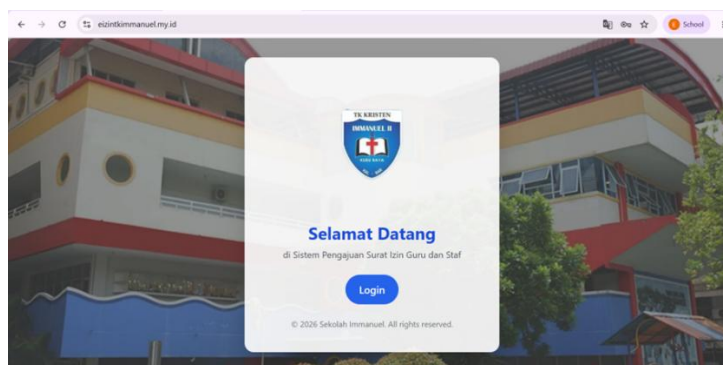 eizintkimmanuel.my.id
School
TK KRISTEN
IMMANUEL II
Selamat Datang
di Sistem Pengajuan Surat Izin Guru dan Staf
Login
© 2026 Sekolah Immanuel. All rights reserved.